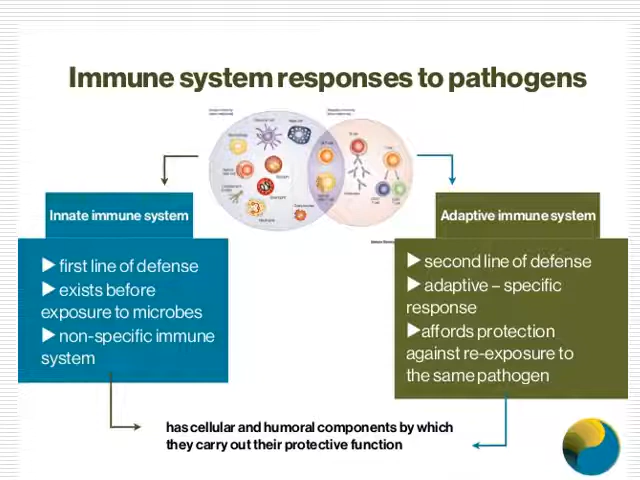 Immune system responses to pathogens
Innate immune system
▶ first line of defense
▶ exists before
exposure to microbes
▶ non-specific immune
system
Adaptive immune system
▶ second line of defense
▶ adaptive – specific
response
▶affords protection
against re-exposure to
the same pathogen
has cellular and humoral components by which
they carry out their protective function